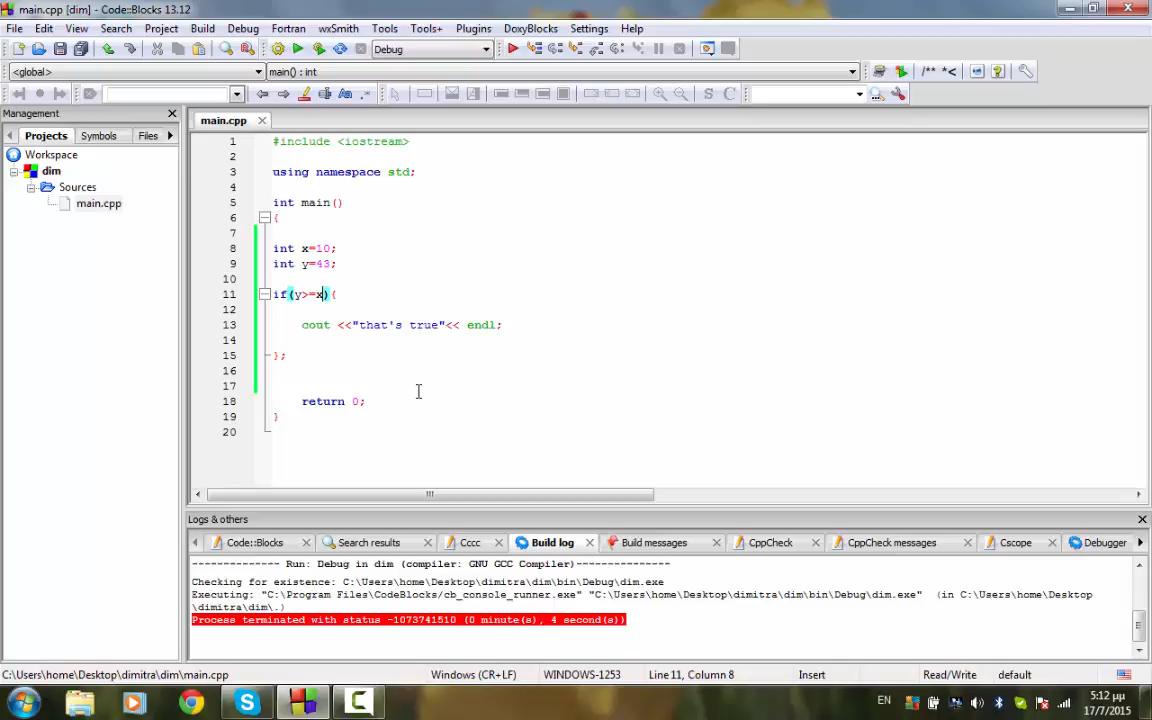 main.cpp [dim] - Code::Blocks 13.12
File Edit View Search Project Build Debug Fortran wxSmith Tools Tools+ Plugins DoxyBlocks Settings Help
Debug
<global> main() : int /** *<
S C
Management
Projects Symbols Files
main.cpp
Workspace
dim
Sources
main.cpp
1 #include <iostream>
2
3 using namespace std;
4
5 int main()
6 {
7
8 int x=10;
9 int y=43;
10
11 if(y>=x){
12
13 cout <<"that's true"<< endl;
14
15 };
16
17
18 return 0;
19 }
20
Logs & others
Code::Blocks Search results Cccc Build log Build messages CppCheck CppCheck messages Cscope Debugger
-------------- Run: Debug in dim (compiler: GNU GCC Compiler)---------------
Checking for existence: C:\Users\home\Desktop\dimitra\dim\bin\Debug\dim.exe
Executing: "C:\Program Files\CodeBlocks/cb_console_runner.exe" "C:\Users\home\Desktop\dimitra\dim\bin\Debug\dim.exe" (in C:\Users\home\Desktop
\dimitra\dim\.)
Process terminated with status -1073741510 (0 minute(s), 4 second(s))
C:\Users\home\Desktop\dimitra\dim\main.cpp Windows (CR+LF) WINDOWS-1253 Line 11, Column 8 Insert Read/Write default
EN 5:12 μμ
17/7/2015